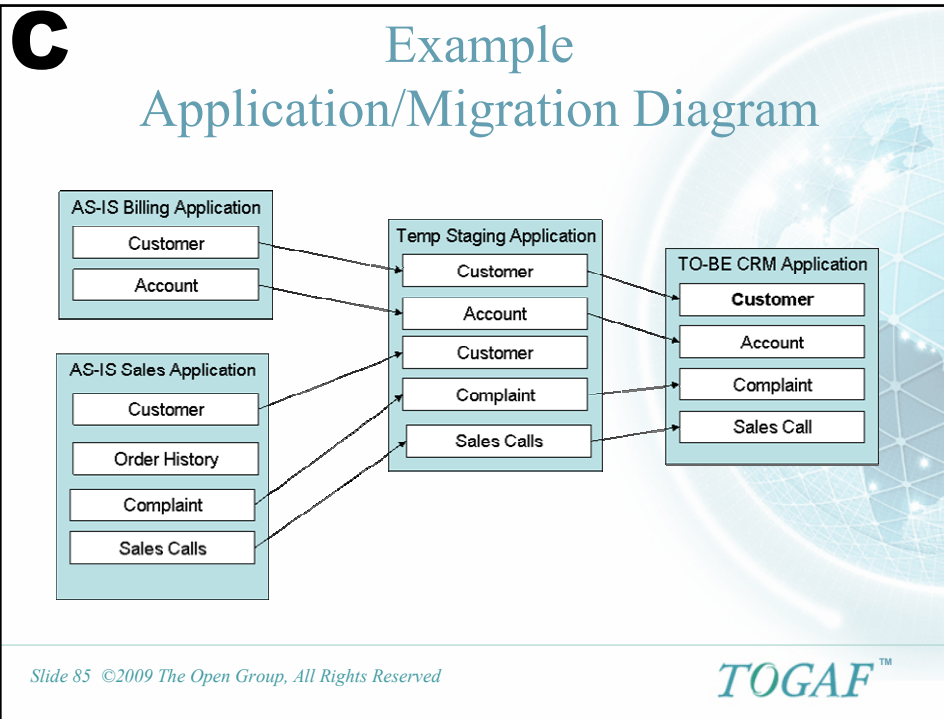 C
Example
Application/Migration Diagram
AS-IS Billing Application
Customer
Account
AS-IS Sales Application
Customer
Order History
Complaint
Sales Calls
Temp Staging Application
Customer
Account
Customer
Complaint
Sales Calls
TO-BE CRM Application
Customer
Account
Complaint
Sales Call
Slide 85 ©2009 The Open Group, All Rights Reserved
TOGAF™